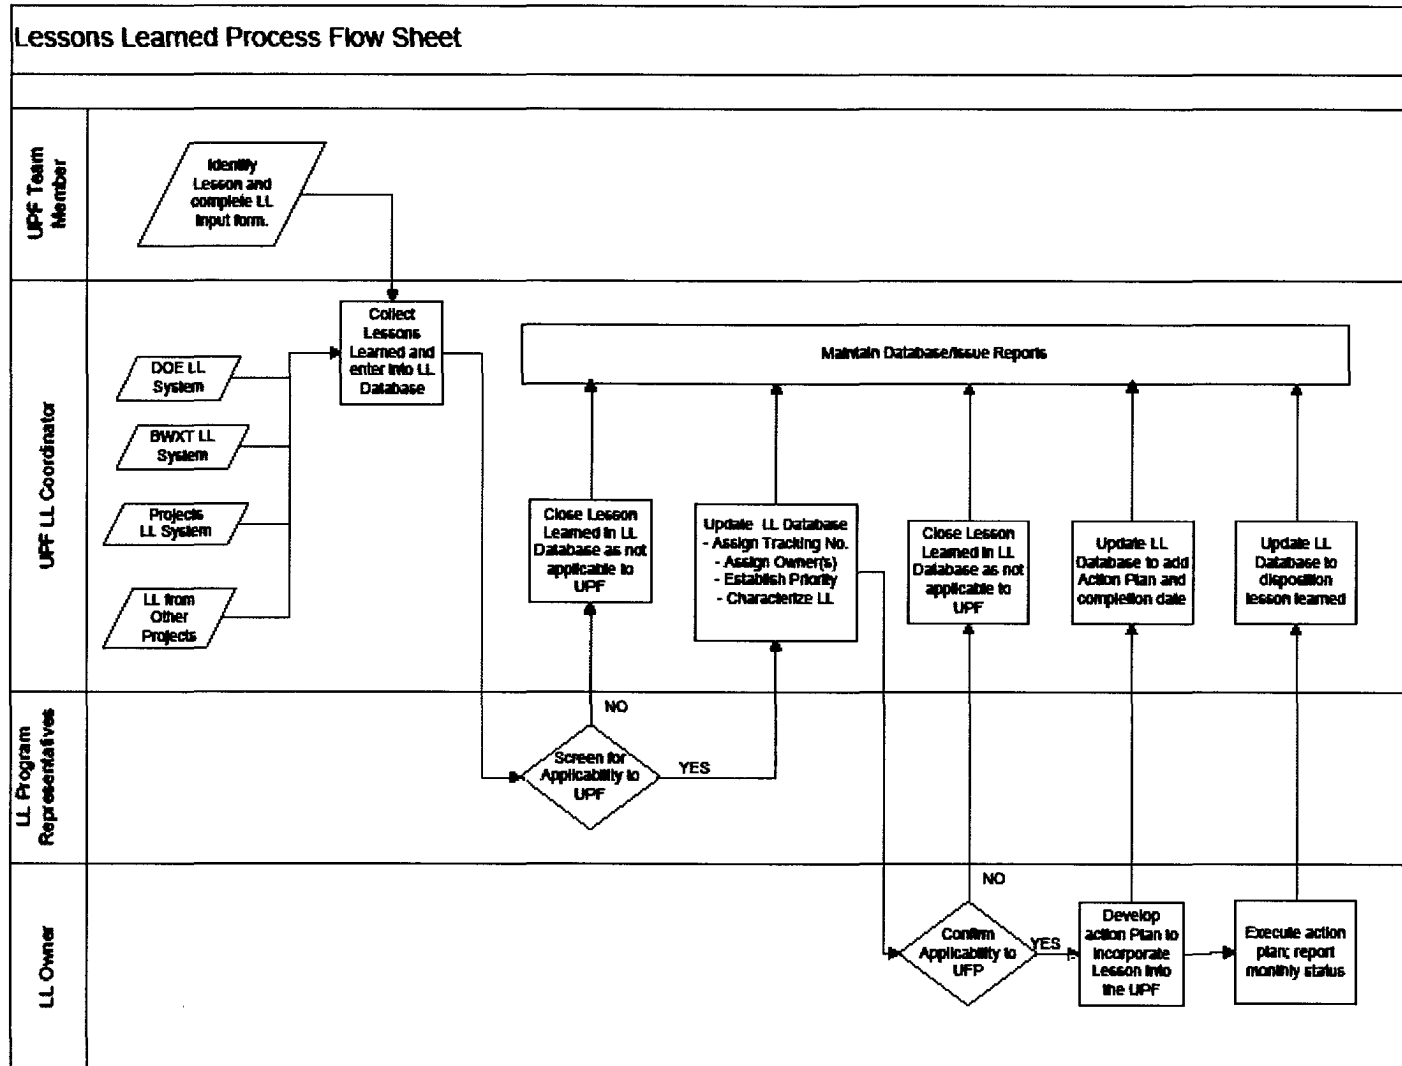 Lessons Learned Process Flow Sheet
UPF Team
Member
Identify
Lesson and
complete LL
Input form.
UPF LL Coordinator
Collect
Lessons
Learned and
enter into LL
Database
DOE LL
System
BWXT LL
System
Projects
LL System
LL from
Other
Projects
Maintain Database/Issue Reports
Close Lesson
Learned in LL
Database as not
applicable to
UPF
Update LL Database
- Assign Tracking No.
- Assign Owner(s)
- Establish Priority
- Characterize LL
Close Lesson
Learned in LL
Database as not
applicable to
UPF
Update LL
Database to add
Action Plan and
completion date
Update LL
Database to
disposition
lesson learned
LL Program
Representatives
NO
Screen for
Applicability to
UPF
YES
LL Owner
NO
Confirm
Applicability to
UFP
YES
Develop
action Plan to
incorporate
Lesson into
the UPF
Execute action
plan; report
monthly status